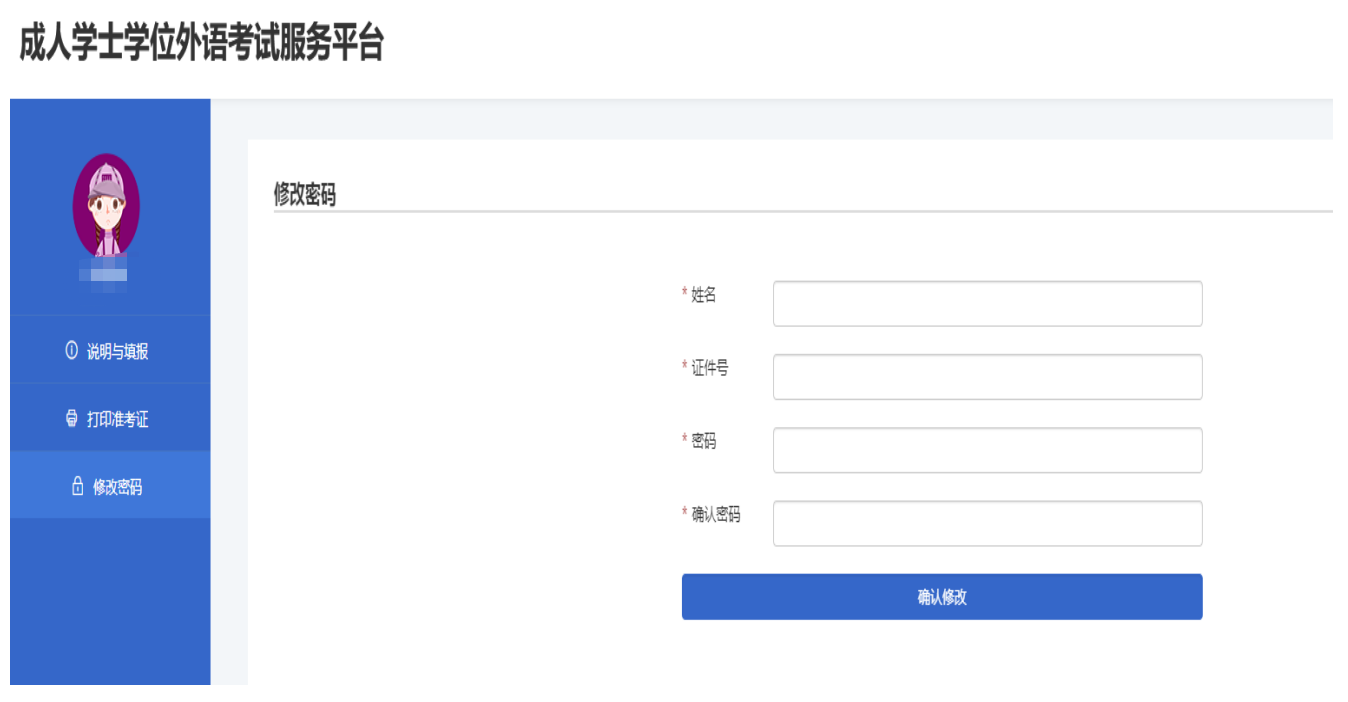 成人学士学位外语考试服务平台
修改密码
说明与填报
打印准考证
修改密码
* 姓名
* 证件号
* 密码
* 确认密码
确认修改